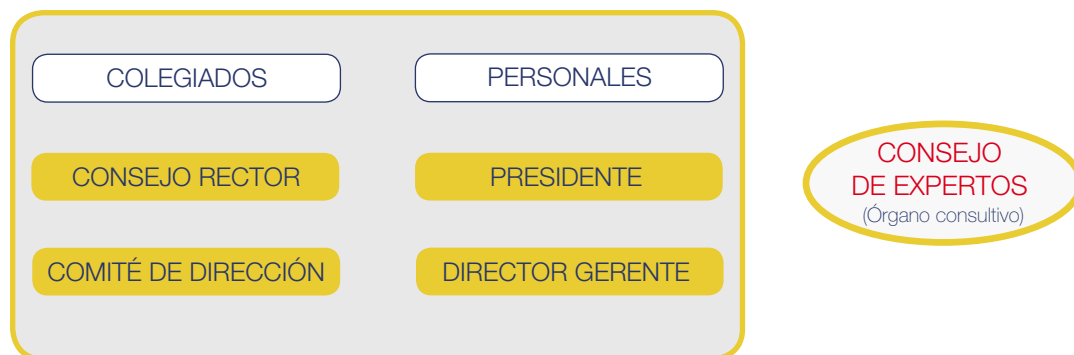 COLEGIADOS
PERSONALES
CONSEJO RECTOR
PRESIDENTE
COMITÉ DE DIRECCIÓN
DIRECTOR GERENTE
CONSEJO
DE EXPERTOS
(Órgano consultivo)